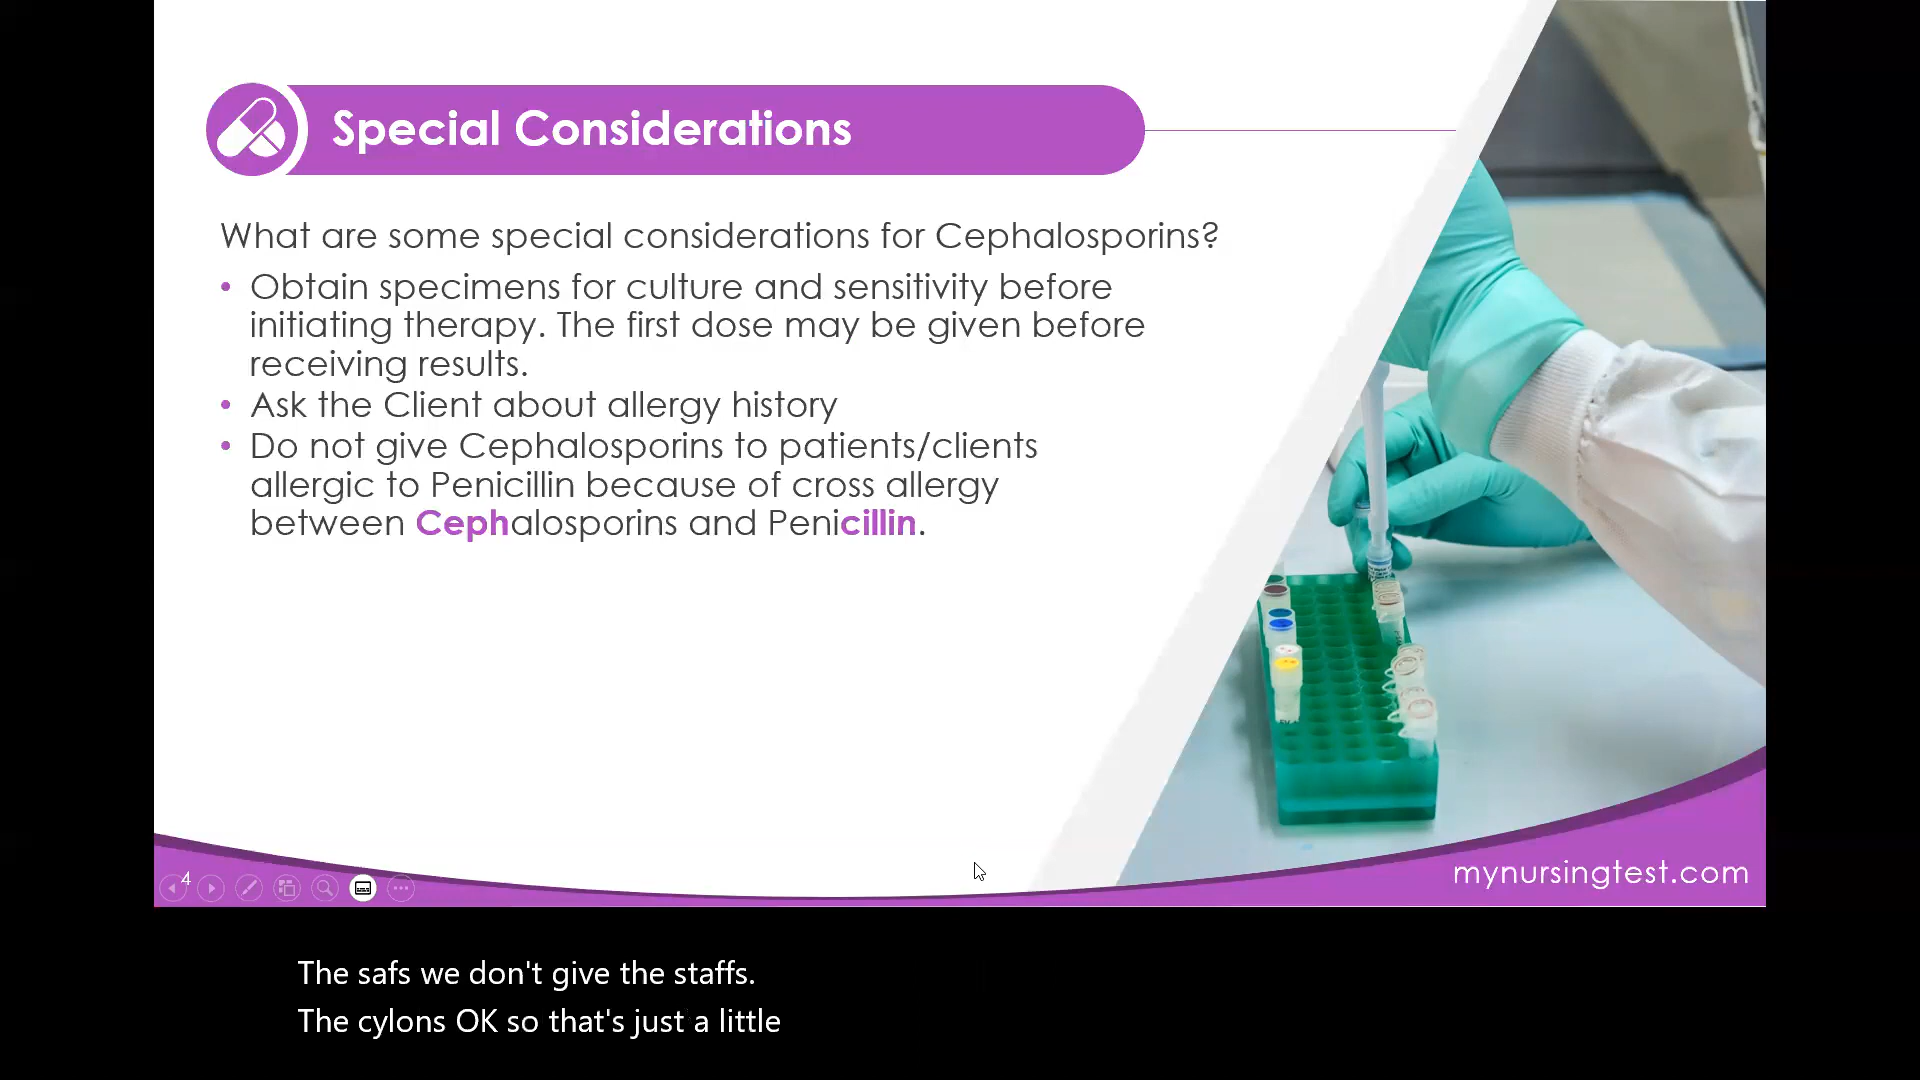 Special Considerations
What are some special considerations for Cephalosporins?
• Obtain specimens for culture and sensitivity before
initiating therapy. The first dose may be given before
receiving results.
• Ask the Client about allergy history
• Do not give Cephalosporins to patients/clients
allergic to Penicillin because of cross allergy
between Cephalosporins and Penicillin.
4
mynursingtest.com
The safs we don't give the staffs.
The cylons OK so that's just a little